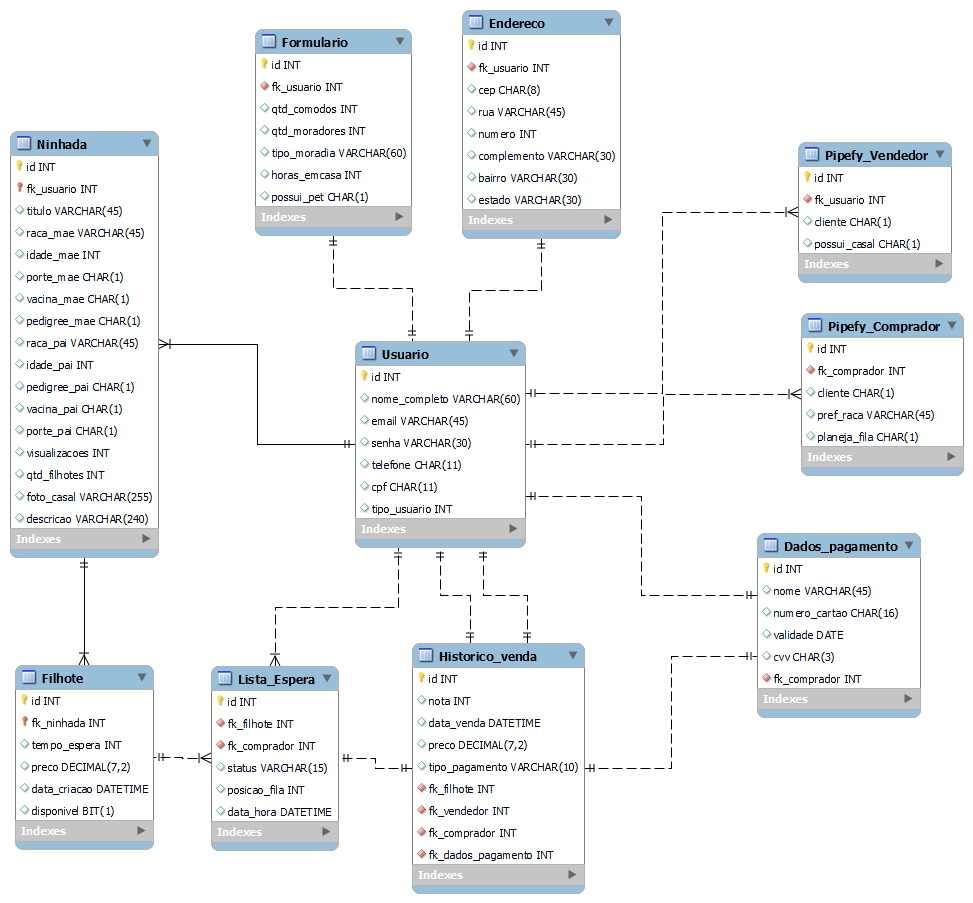 Endereco
id INT
fk_usuario INT
cep CHAR(8)
rua VARCHAR(45)
numero INT
complemento VARCHAR(30)
bairro VARCHAR(30)
estado VARCHAR(30)
Indexes
Formulario
id INT
fk_usuario INT
qtd_comodos INT
qtd_moradores INT
tipo_moradia VARCHAR(60)
horas_emcasa INT
possui_pet CHAR(1)
Indexes
Ninhada
id INT
fk_usuario INT
titulo VARCHAR(45)
raca_mae VARCHAR(45)
idade_mae INT
porte_mae CHAR(1)
vacina_mae CHAR(1)
pedigree_mae CHAR(1)
raca_pai VARCHAR(45)
idade_pai INT
pedigree_pai CHAR(1)
vacina_pai CHAR(1)
porte_pai CHAR(1)
visualizacoes INT
qtd_filhotes INT
foto_casal VARCHAR(255)
descricao VARCHAR(240)
Indexes
Pipefy_Vendedor
id INT
fk_usuario INT
cliente CHAR(1)
possui_casal CHAR(1)
Indexes
Pipefy_Comprador
id INT
fk_comprador INT
cliente CHAR(1)
pref_raca VARCHAR(45)
planeja_fila CHAR(1)
Indexes
Usuario
id INT
nome_completo VARCHAR(60)
email VARCHAR(45)
senha VARCHAR(30)
telefone CHAR(11)
cpf CHAR(11)
tipo_usuario INT
Indexes
Dados_pagamento
id INT
nome VARCHAR(45)
numero_cartao CHAR(16)
validade DATE
cvv CHAR(3)
fk_comprador INT
Indexes
Filhote
id INT
fk_ninhada INT
tempo_espera INT
preco DECIMAL(7,2)
data_criacao DATETIME
disponivel BIT(1)
Indexes
Lista_Espera
id INT
fk_filhote INT
fk_comprador INT
status VARCHAR(15)
posicao_fila INT
data_hora DATETIME
Indexes
Historico_venda
id INT
nota INT
data_venda DATETIME
preco DECIMAL(7,2)
tipo_pagamento VARCHAR(10)
fk_filhote INT
fk_vendedor INT
fk_comprador INT
fk_dados_pagamento INT
Indexes